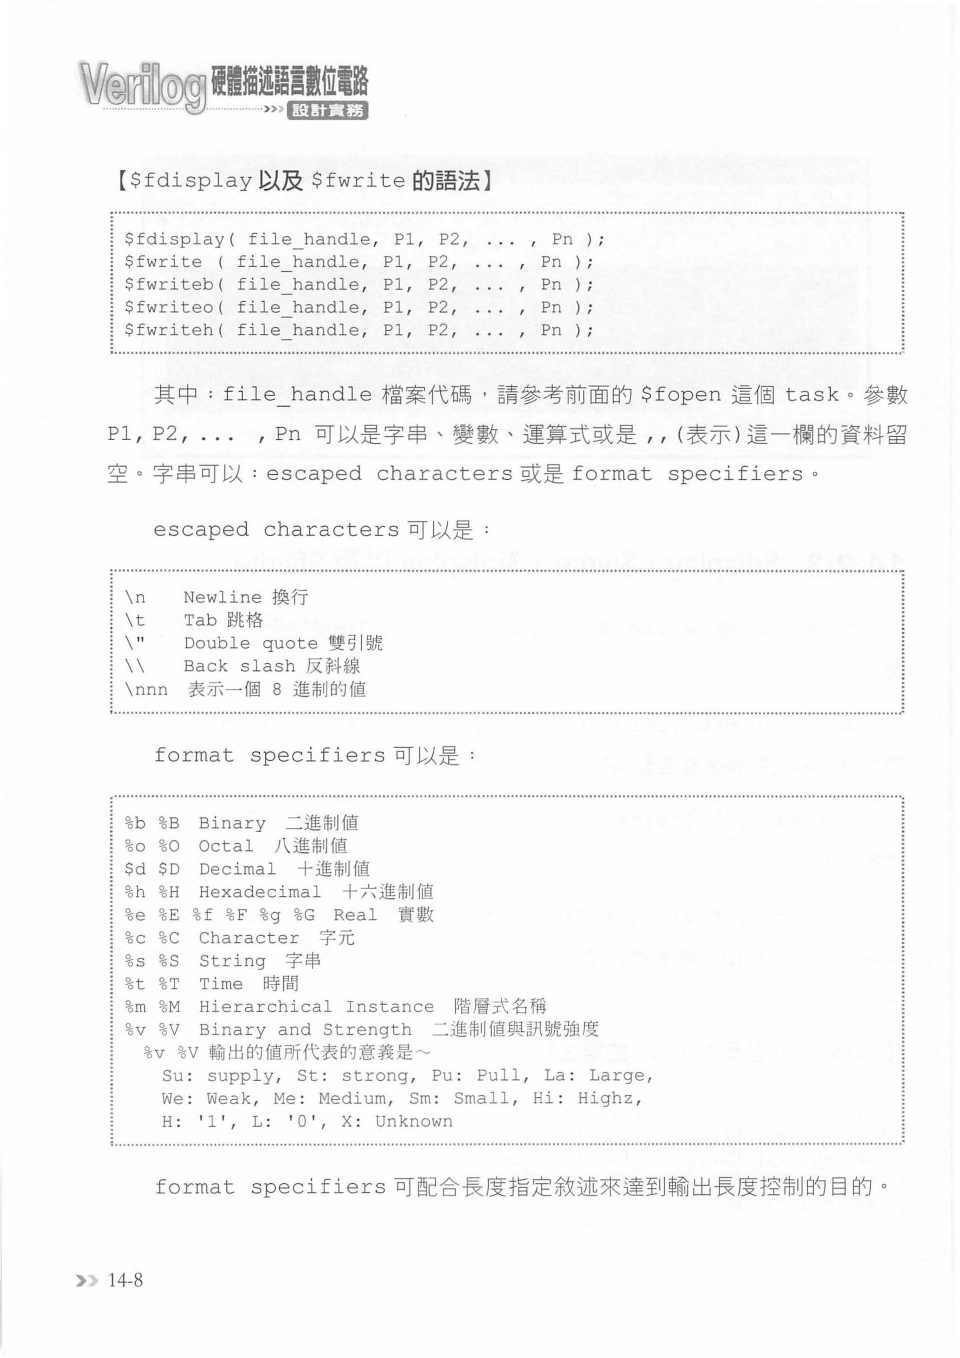 Verilog 硬體描述語言數位電路
設計實務
【$fdisplay 以及 $fwrite 的語法】
$fdisplay( file_handle, P1, P2, ... , Pn );
$fwrite ( file_handle, P1, P2, ... , Pn );
$fwriteb( file_handle, P1, P2, ... , Pn );
$fwriteo( file_handle, P1, P2, ... , Pn );
$fwriteh( file_handle, P1, P2, ... , Pn );
其中：file_handle 檔案代碼，請參考前面的 $fopen 這個 task。參數
P1, P2, ... , Pn 可以是字串、變數、運算式或是 ,, (表示)這一欄的資料留
空。字串可以：escaped characters 或是 format specifiers。
escaped characters 可以是：
\n Newline 換行
\t Tab 跳格
\" Double quote 雙引號
\\ Back slash 反斜線
\nnn 表示一個 8 進制的值
format specifiers 可以是：
%b %B Binary 二進制值
%o %O Octal 八進制值
$d $D Decimal 十進制值
%h %H Hexadecimal 十六進制值
%e %E %f %F %g %G Real 實數
%c %C Character 字元
%s %S String 字串
%t %T Time 時間
%m %M Hierarchical Instance 階層式名稱
%v %V Binary and Strength 二進制值與訊號強度
%v %V 輸出的值所代表的意義是～
Su: supply, St: strong, Pu: Pull, La: Large,
We: Weak, Me: Medium, Sm: Small, Hi: Highz,
H: '1', L: '0', X: Unknown
format specifiers 可配合長度指定敘述來達到輸出長度控制的目的。
14-8